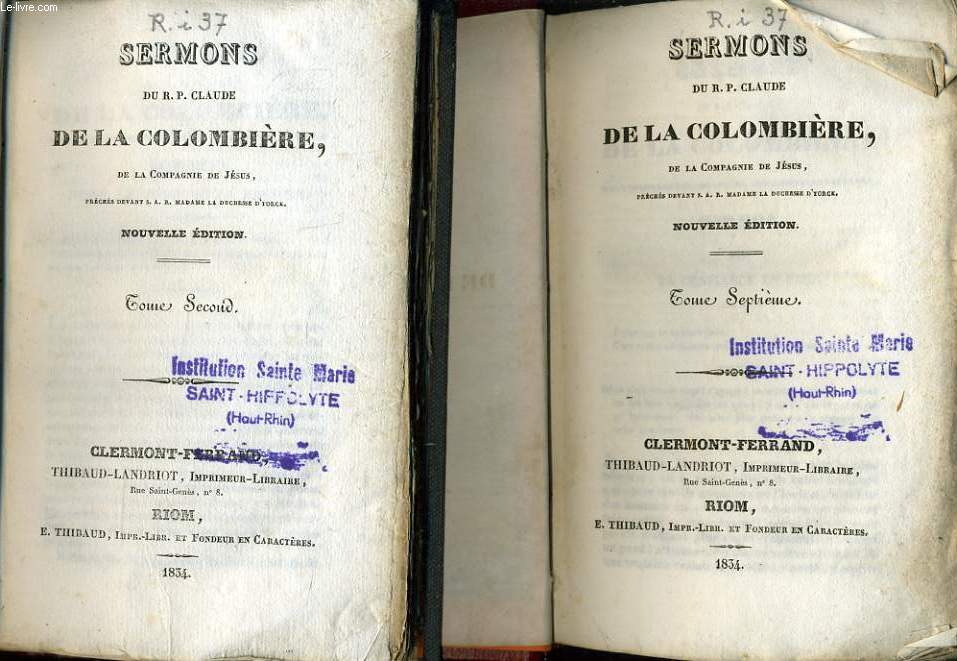 Le-livre.com
R. i 37
SERMONS
DU R. P. CLAUDE
DE LA COLOMBIÈRE,
DE LA COMPAGNIE DE JÉSUS,
PRÊCHÉS DEVANT S. A. R. MADAME LA DUCHESSE D'YORCK.
NOUVELLE ÉDITION.
Tome Second.
Institution Sainte Marie
SAINT-HIPPOLYTE
(Haut-Rhin)
CLERMONT-FERRAND,
THIBAUD-LANDRIOT, IMPRIMEUR-LIBRAIRE,
Rue Saint-Genès, nº 8.
RIOM,
E. THIBAUD, IMPR.-LIBR. ET FONDEUR EN CARACTÈRES.
1834.
R. i 37
SERMONS
DU R. P. CLAUDE
DE LA COLOMBIÈRE,
DE LA COMPAGNIE DE JÉSUS,
PRÊCHÉS DEVANT S. A. R. MADAME LA DUCHESSE D'YORCK.
NOUVELLE ÉDITION.
Tome Septième.
Institution Sainte Marie
SAINT-HIPPOLYTE
(Haut-Rhin)
CLERMONT-FERRAND,
THIBAUD-LANDRIOT, IMPRIMEUR-LIBRAIRE,
Rue Saint-Genès, nº 8.
RIOM,
E. THIBAUD, IMPR.-LIBR. ET FONDEUR EN CARACTÈRES.
1834.